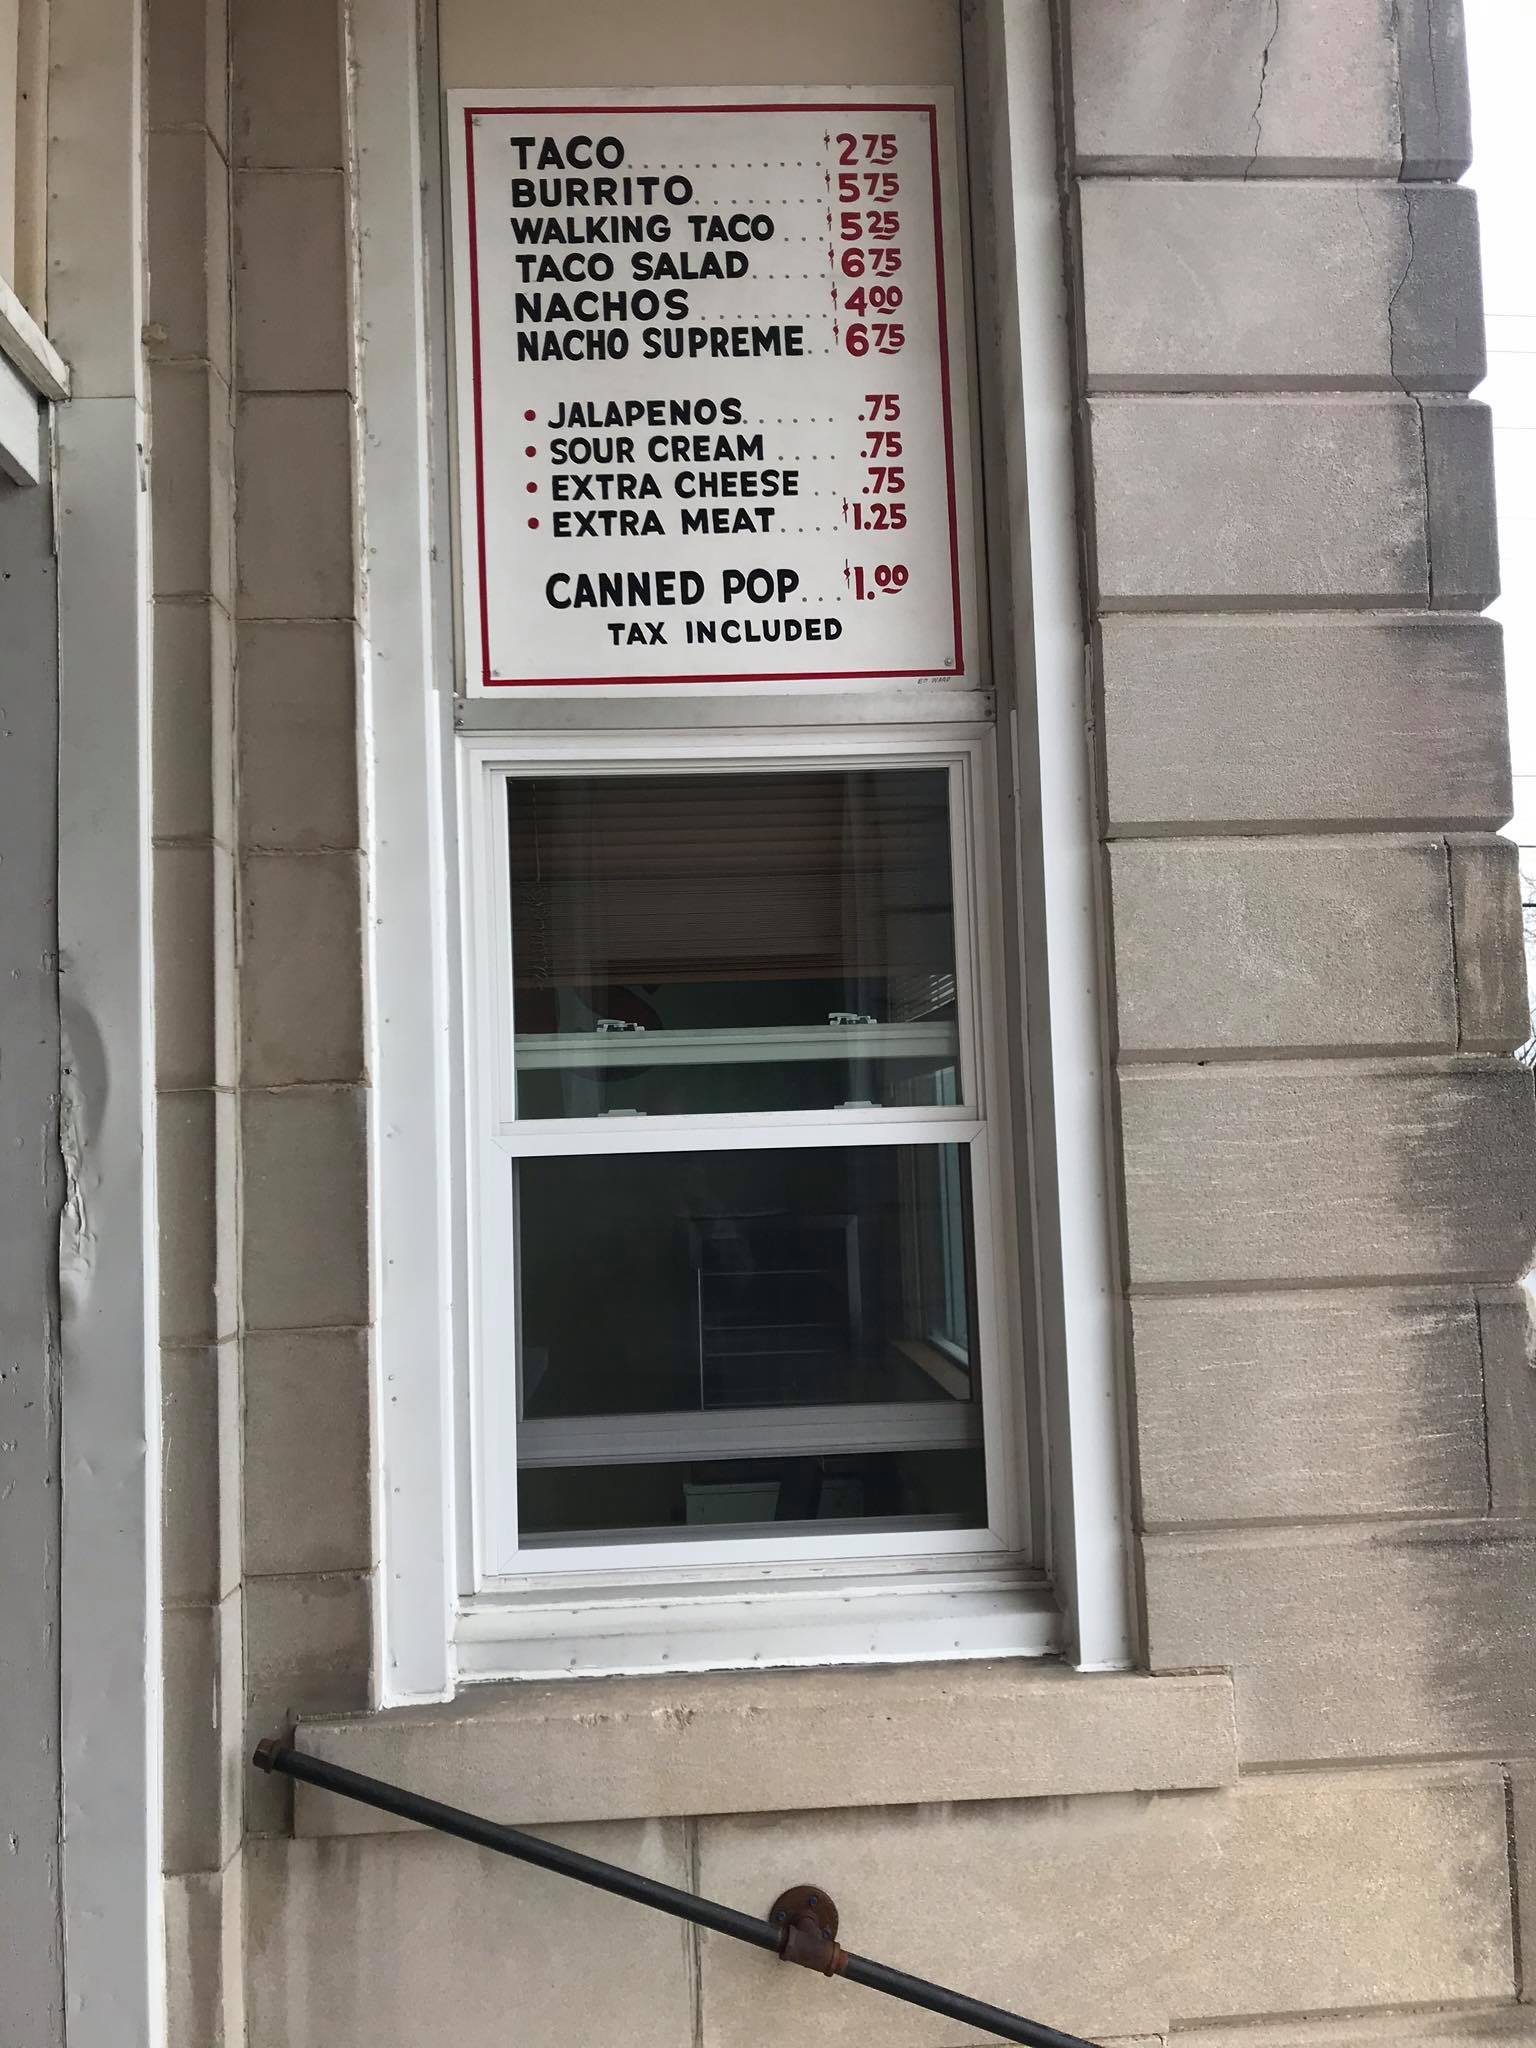 TACO............$2.75
BURRITO........$5.75
WALKING TACO...$5.25
TACO SALAD.....$6.75
NACHOS........$4.00
NACHO SUPREME..$6.75
• JALAPENOS...... .75
• SOUR CREAM .... .75
• EXTRA CHEESE .. .75
• EXTRA MEAT....$1.25
CANNED POP...$1.00
TAX INCLUDED
ED WARD